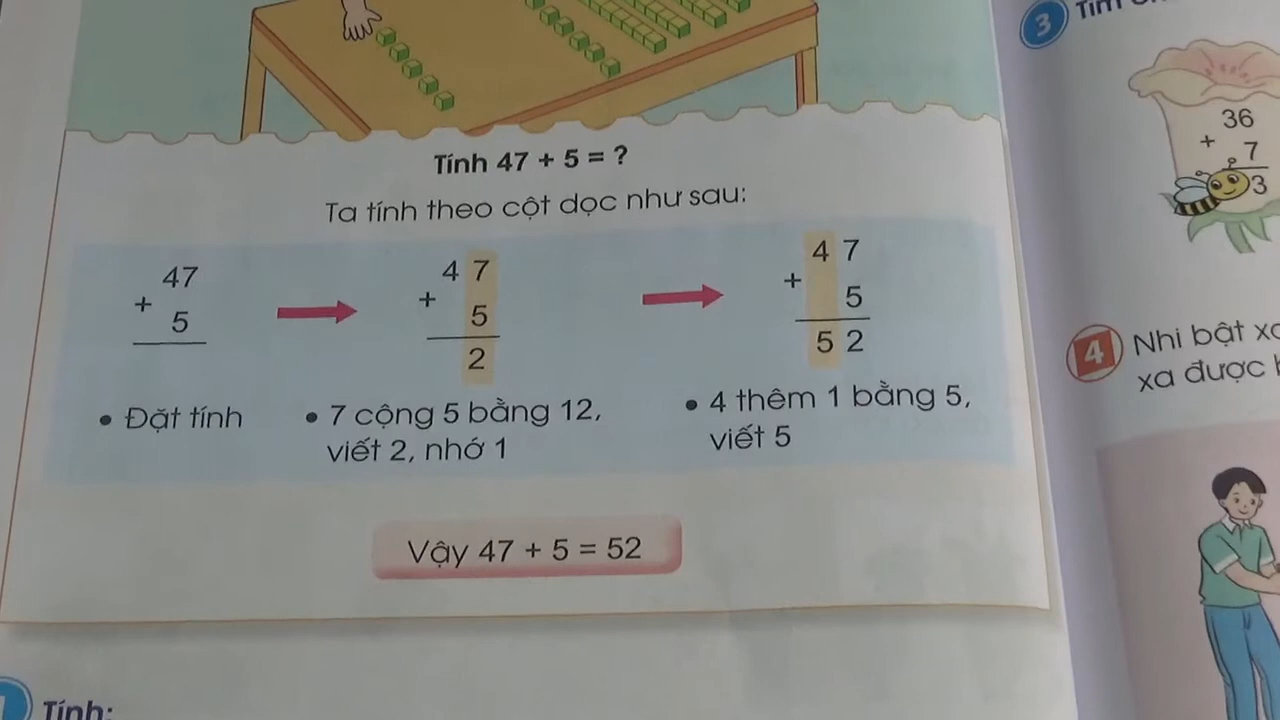 Tính 47 + 5 = ?
Ta tính theo cột dọc như sau:
47
+
5
4 7
+
5
2
4 7
+
5
5 2
• Đặt tính
• 7 cộng 5 bằng 12,
viết 2, nhớ 1
• 4 thêm 1 bằng 5,
viết 5
Vậy 47 + 5 = 52
Tính:
3
36
+
7
3
4 Nhi bật
xa được